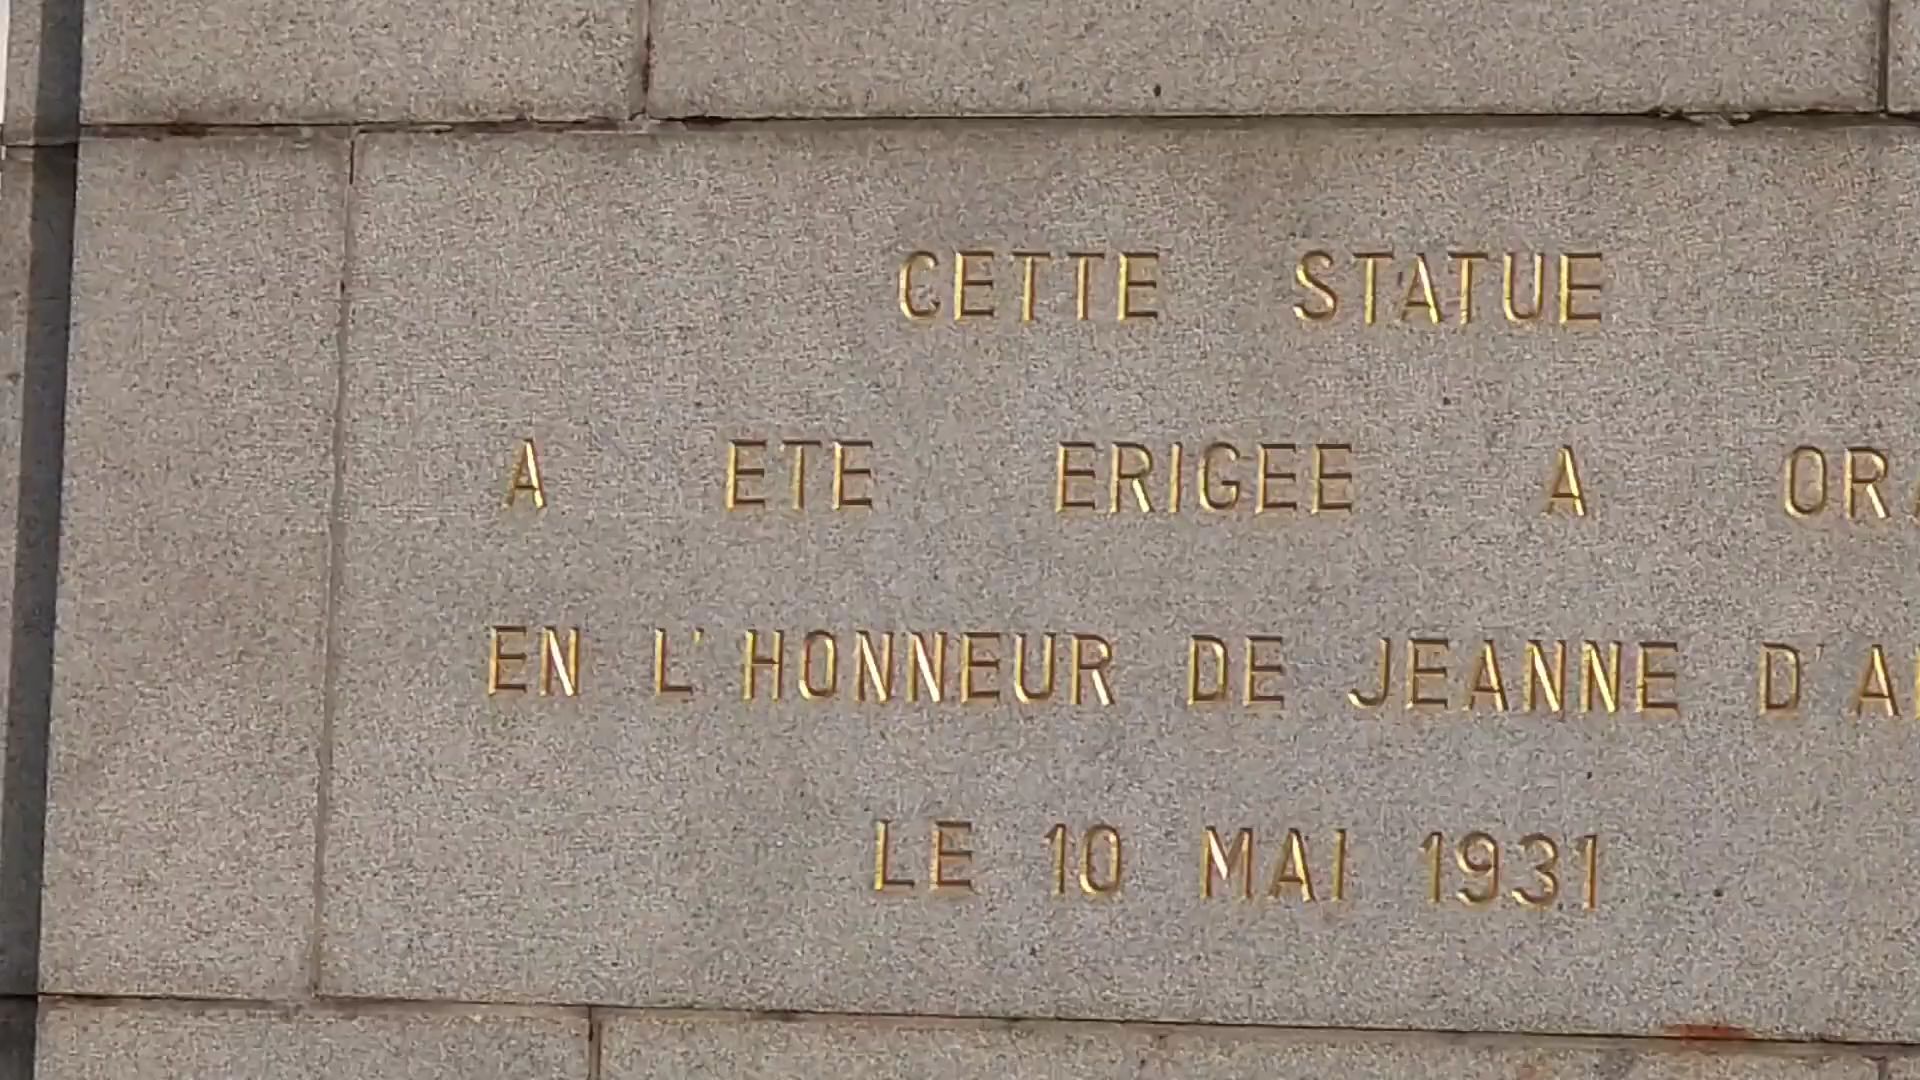 CETTE STATUE
A ETE ERIGEE A
EN L'HONNEUR DE JEANNE D'
LE 10 MAI 1931